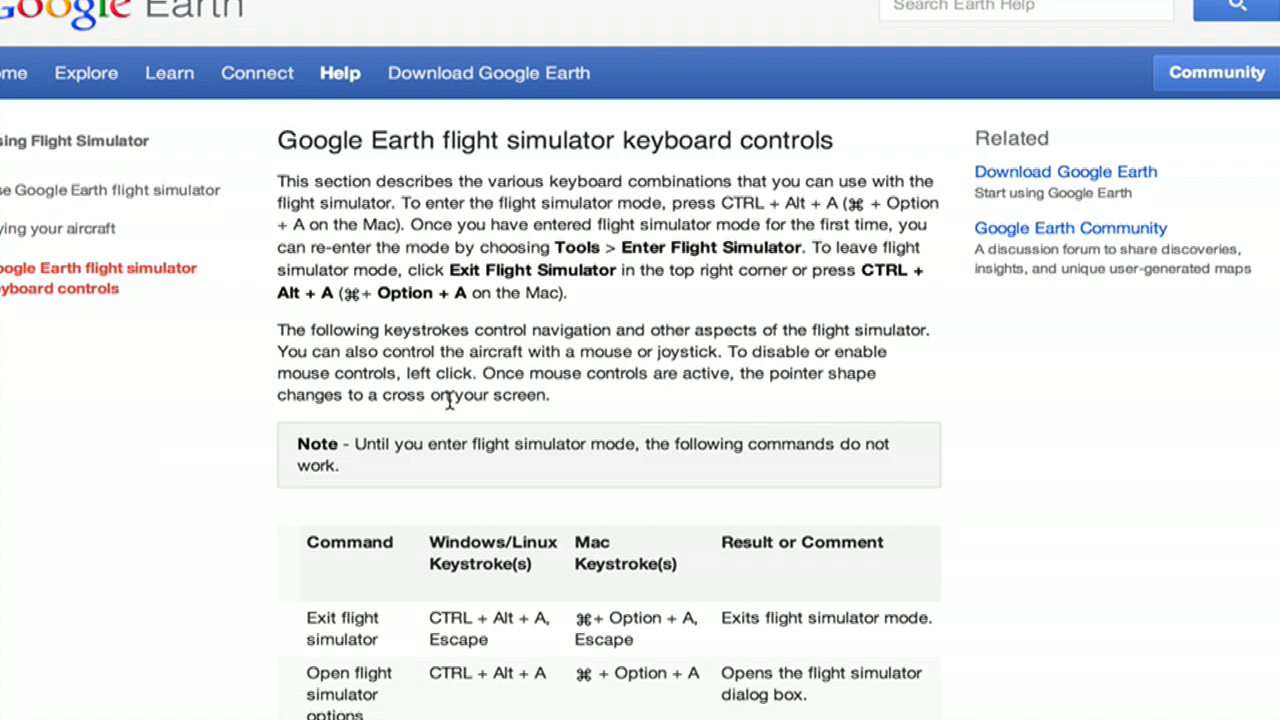 Google Earth
Search Earth Help
ome Explore Learn Connect Help Download Google Earth Community
sing Flight Simulator
se Google Earth flight simulator
ying your aircraft
oogle Earth flight simulator
eyboard controls
Google Earth flight simulator keyboard controls
This section describes the various keyboard combinations that you can use with the
flight simulator. To enter the flight simulator mode, press CTRL + Alt + A (⌘ + Option
+ A on the Mac). Once you have entered flight simulator mode for the first time, you
can re-enter the mode by choosing Tools > Enter Flight Simulator. To leave flight
simulator mode, click Exit Flight Simulator in the top right corner or press CTRL +
Alt + A (⌘+ Option + A on the Mac).
The following keystrokes control navigation and other aspects of the flight simulator.
You can also control the aircraft with a mouse or joystick. To disable or enable
mouse controls, left click. Once mouse controls are active, the pointer shape
changes to a cross on your screen.
Note - Until you enter flight simulator mode, the following commands do not
work.
Command Windows/Linux Keystroke(s) Mac Keystroke(s) Result or Comment
Exit flight simulator CTRL + Alt + A, Escape ⌘+ Option + A, Escape Exits flight simulator mode.
Open flight simulator options CTRL + Alt + A ⌘ + Option + A Opens the flight simulator dialog box.
Related
Download Google Earth
Start using Google Earth
Google Earth Community
A discussion forum to share discoveries,
insights, and unique user-generated maps